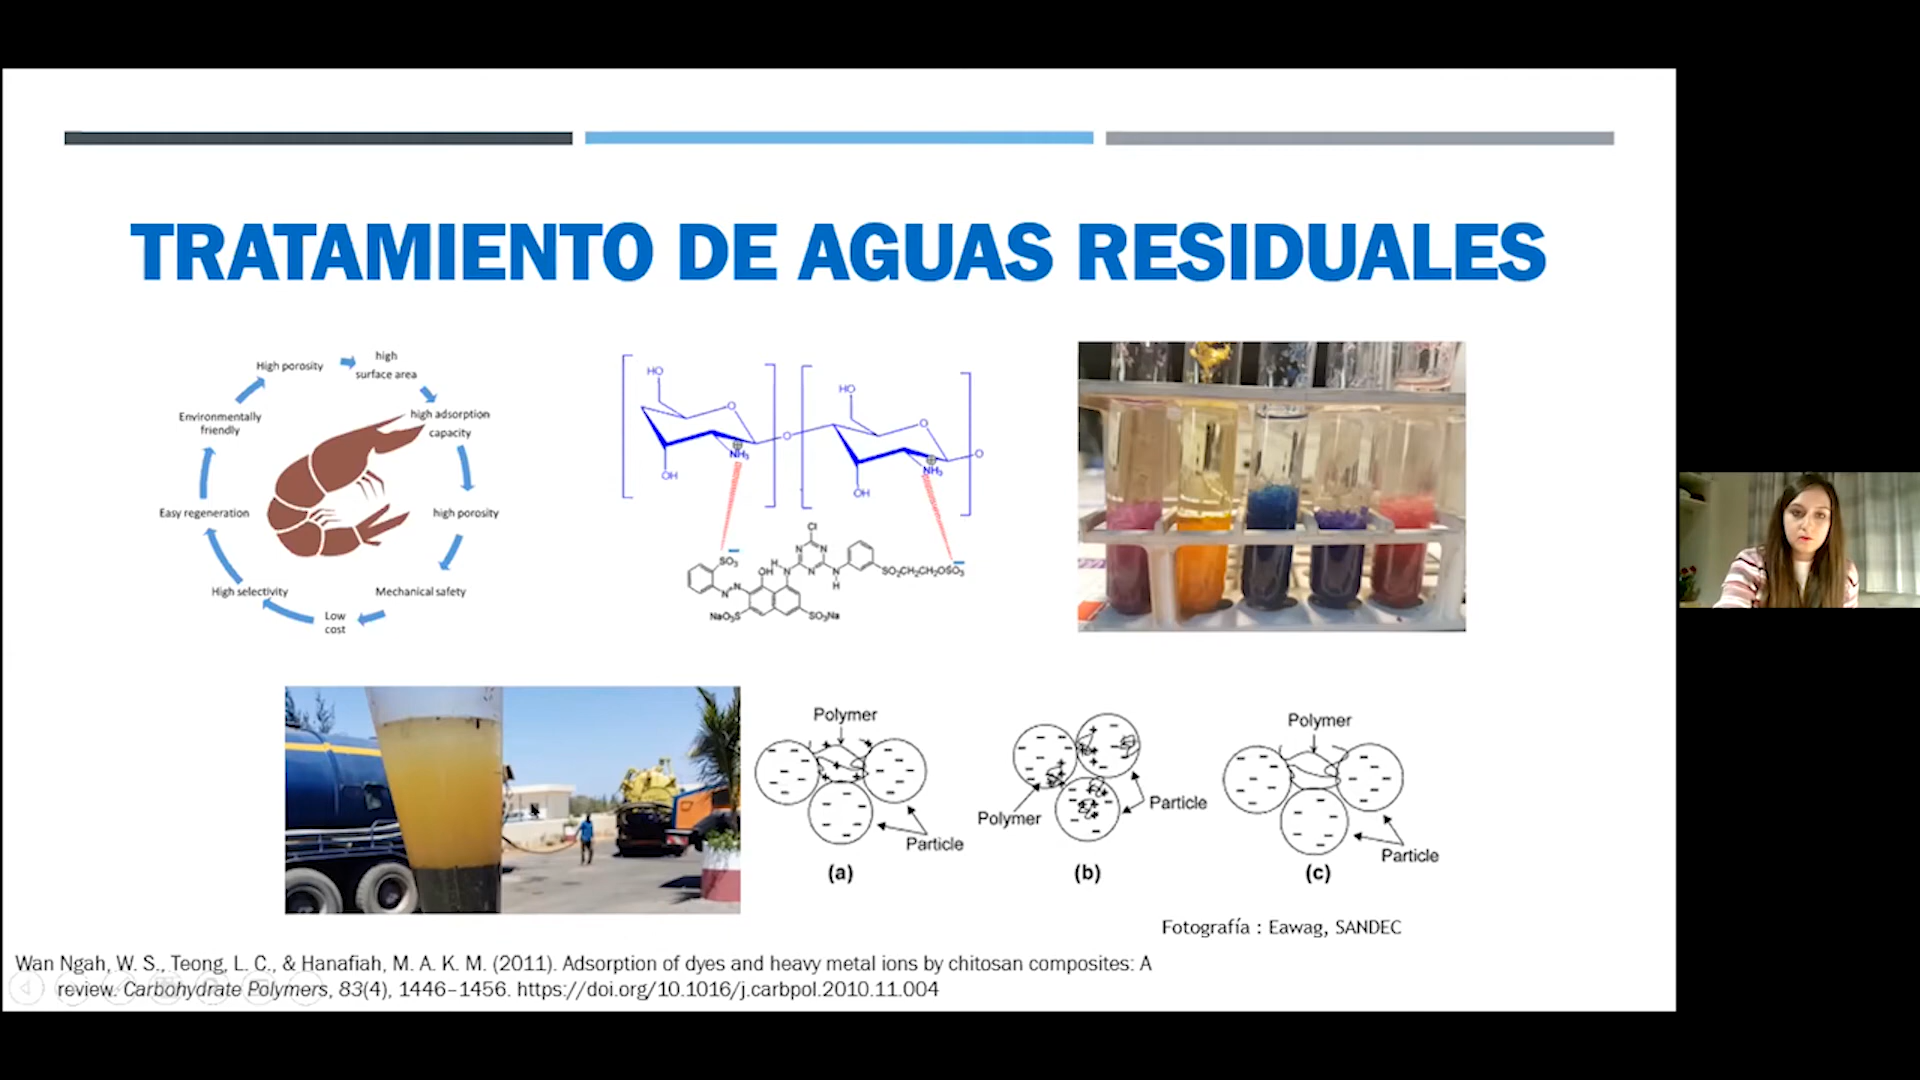 TRATAMIENTO DE AGUAS RESIDUALES
High porosity
high
surface area
high adsorption
capacity
high porosity
Mechanical safety
Low
cost
High selectivity
Easy regeneration
Environmentally
friendly
HO
O
NH3
OH
O
HO
O
NH3
OH
O
SO3
N
N
OH
H
N
Cl
N
N
N
N
H
SO2CH2CH2OSO3
NaO3S
SO3Na
Polymer
Particle
(a)
Polymer
Particle
(b)
Polymer
Particle
(c)
Fotografía : Eawag, SANDEC
Wan Ngah, W. S., Teong, L. C., & Hanafiah, M. A. K. M. (2011). Adsorption of dyes and heavy metal ions by chitosan composites: A
review. Carbohydrate Polymers, 83(4), 1446–1456. https://doi.org/10.1016/j.carbpol.2010.11.004